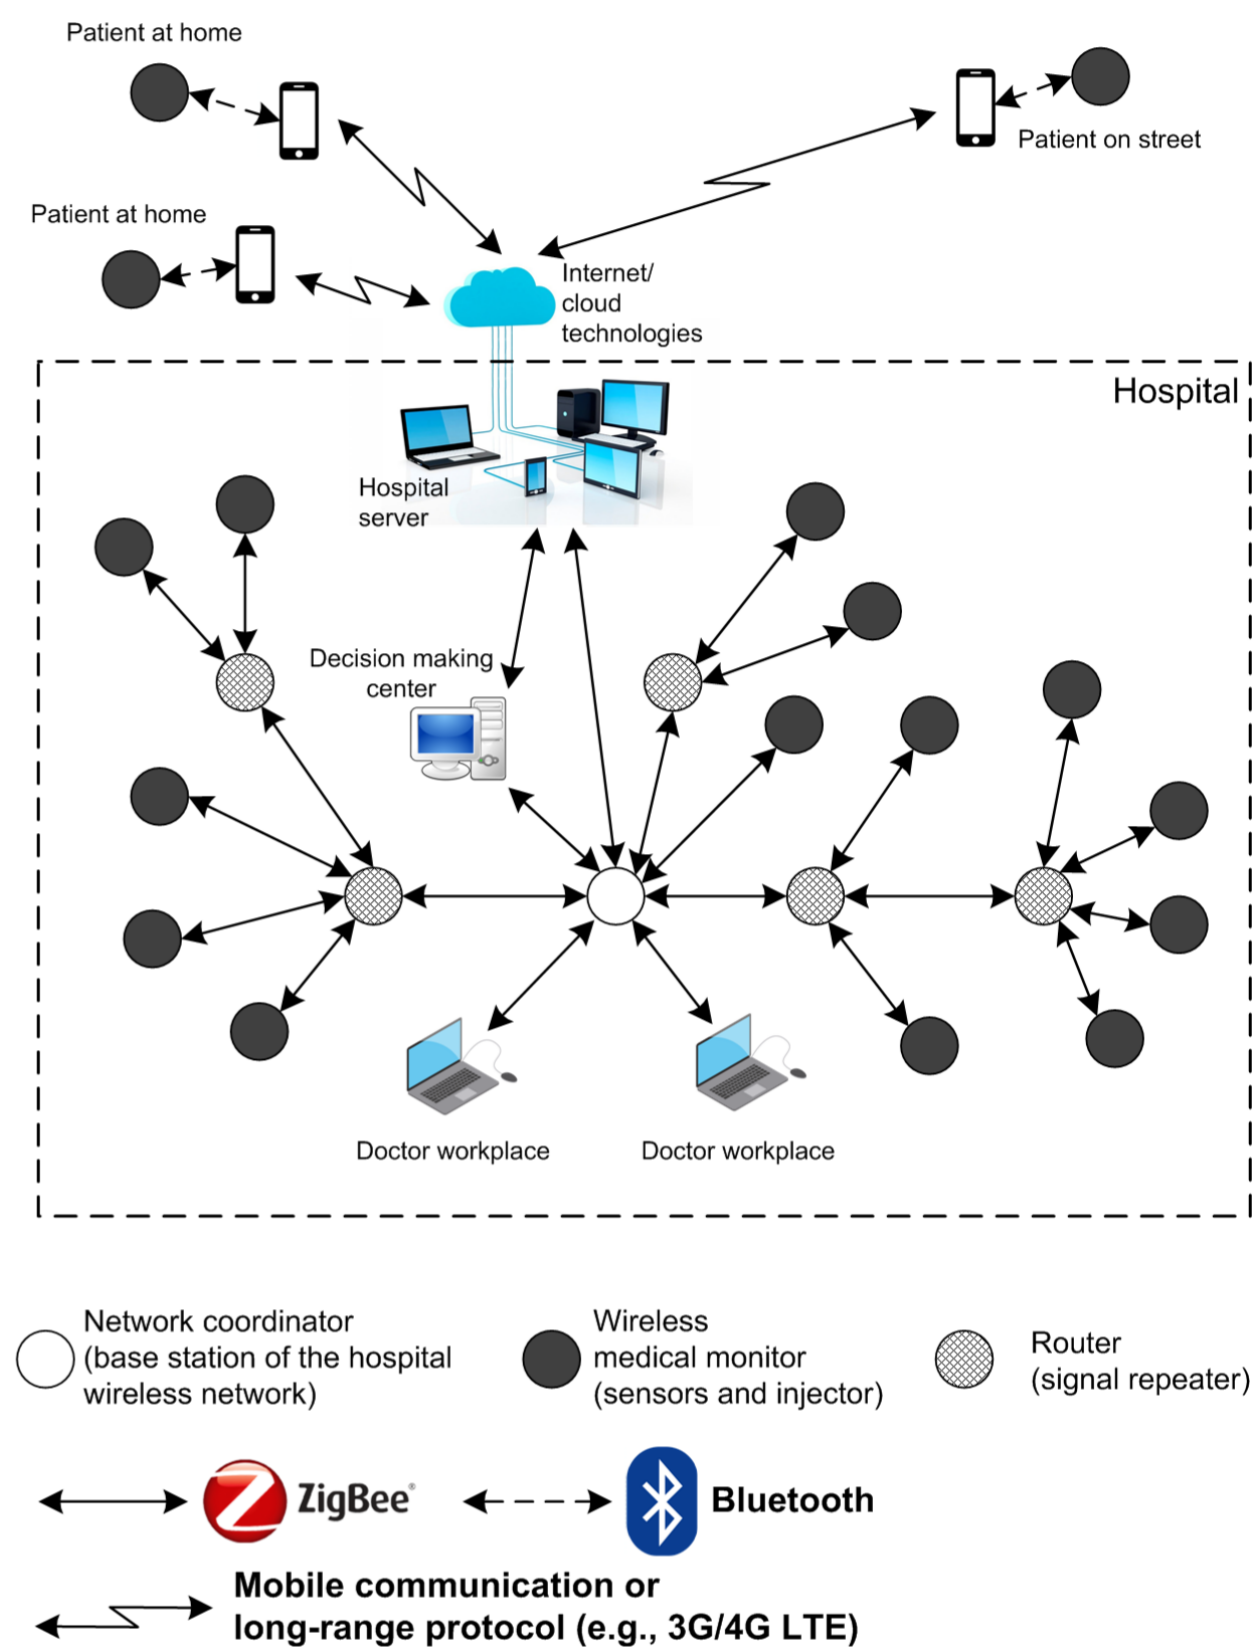 Patient at home
Patient on street
Patient at home
Internet/
cloud
technologies
Hospital
Hospital
server
Decision making
center
Doctor workplace
Doctor workplace
Network coordinator
(base station of the hospital
wireless network)
Wireless
medical monitor
(sensors and injector)
Router
(signal repeater)
ZigBee®
Bluetooth
Mobile communication or
long-range protocol (e.g., 3G/4G LTE)